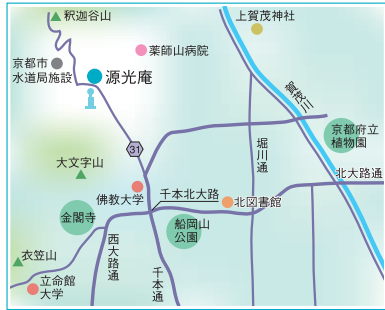 釈迦谷山
上賀茂神社
薬師山病院
京都市
水道局施設
源光庵
賀茂川
京都府立
植物園
31
堀川通
大文字山
北大路通
佛教大学
千本北大路
北図書館
金閣寺
船岡山
公園
西大路通
千本通
衣笠山
立命館
大学